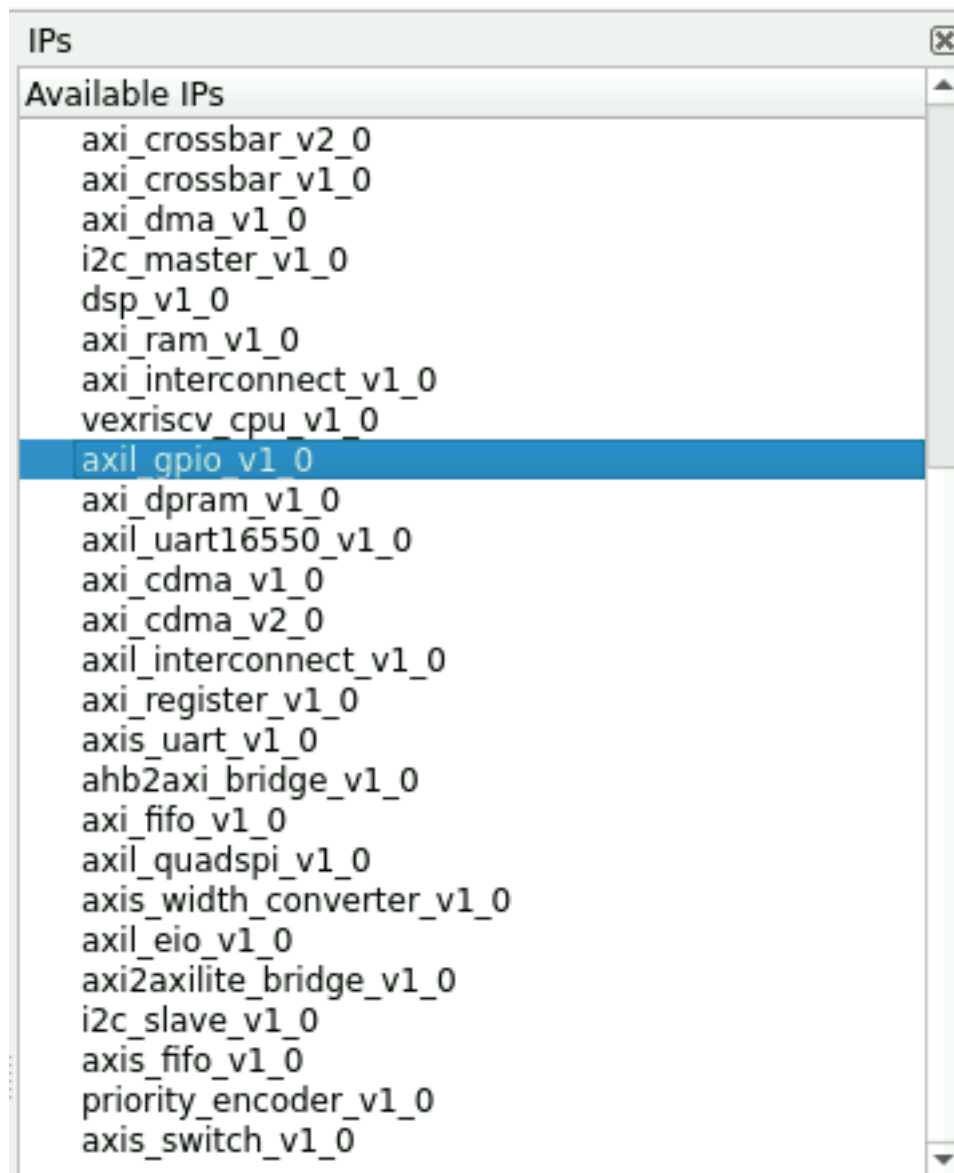 IPs
Available IPs
axi_crossbar_v2_0
axi_crossbar_v1_0
axi_dma_v1_0
i2c_master_v1_0
dsp_v1_0
axi_ram_v1_0
axi_interconnect_v1_0
vexriscv_cpu_v1_0
axil_gpio_v1_0
axi_dpram_v1_0
axil_uart16550_v1_0
axi_cdma_v1_0
axi_cdma_v2_0
axil_interconnect_v1_0
axi_register_v1_0
axis_uart_v1_0
ahb2axi_bridge_v1_0
axi_fifo_v1_0
axil_quadspi_v1_0
axis_width_converter_v1_0
axil_eio_v1_0
axi2axilite_bridge_v1_0
i2c_slave_v1_0
axis_fifo_v1_0
priority_encoder_v1_0
axis_switch_v1_0